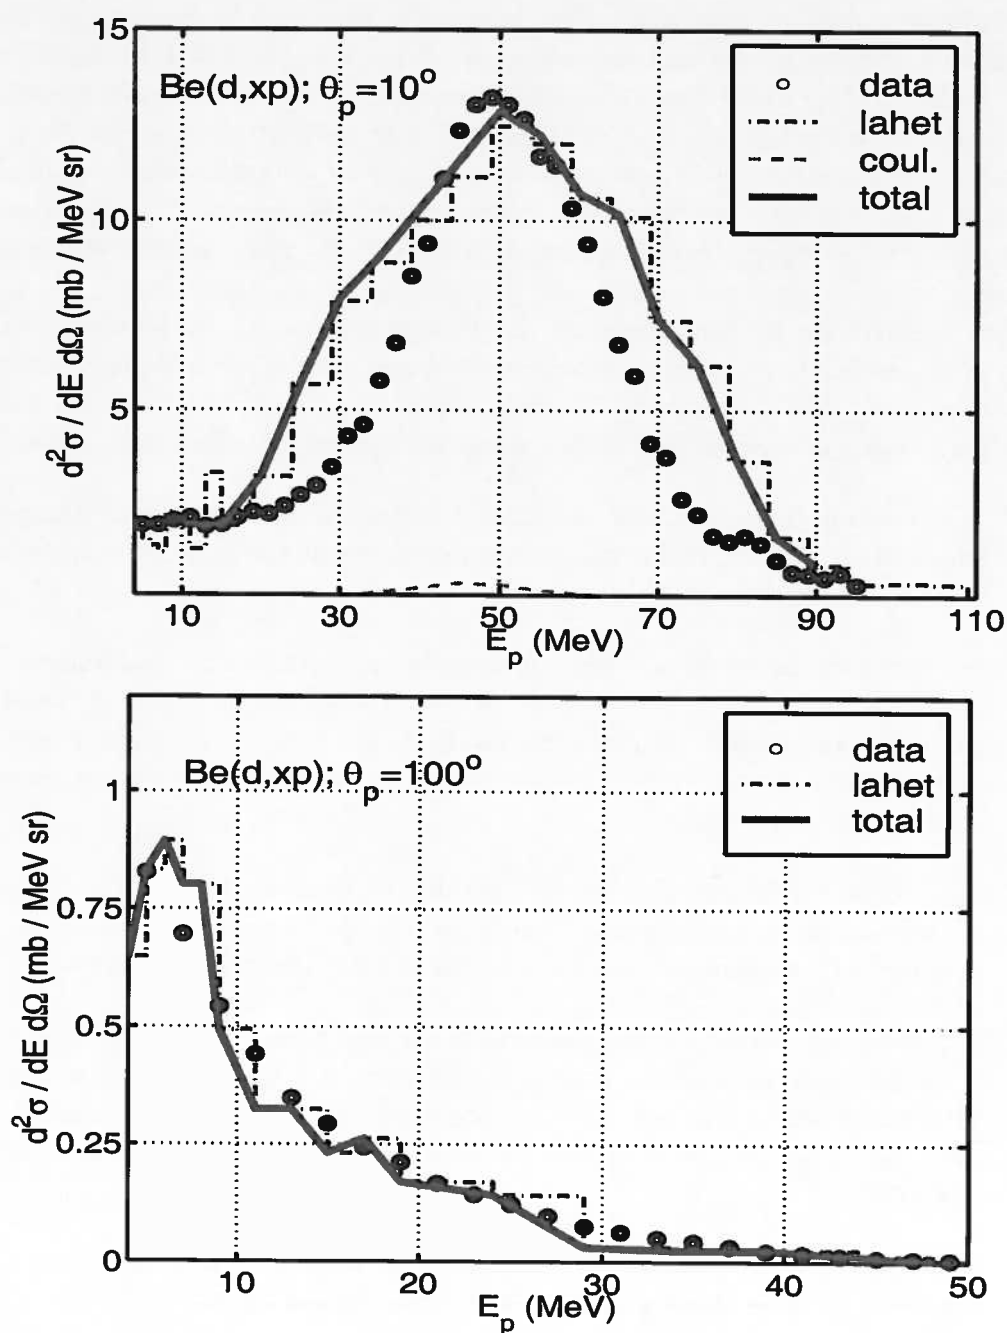 15
10
5
d²σ / dE dΩ (mb / MeV sr)
Be(d,xp); θₚ=10°
data
lahet
coul.
total
10 30 50 70 90 110
Eₚ (MeV)
1
0.75
0.5
0.25
0
d²σ / dE dΩ (mb / MeV sr)
Be(d,xp); θₚ=100°
data
lahet
total
10 20 30 40 50
Eₚ (MeV)